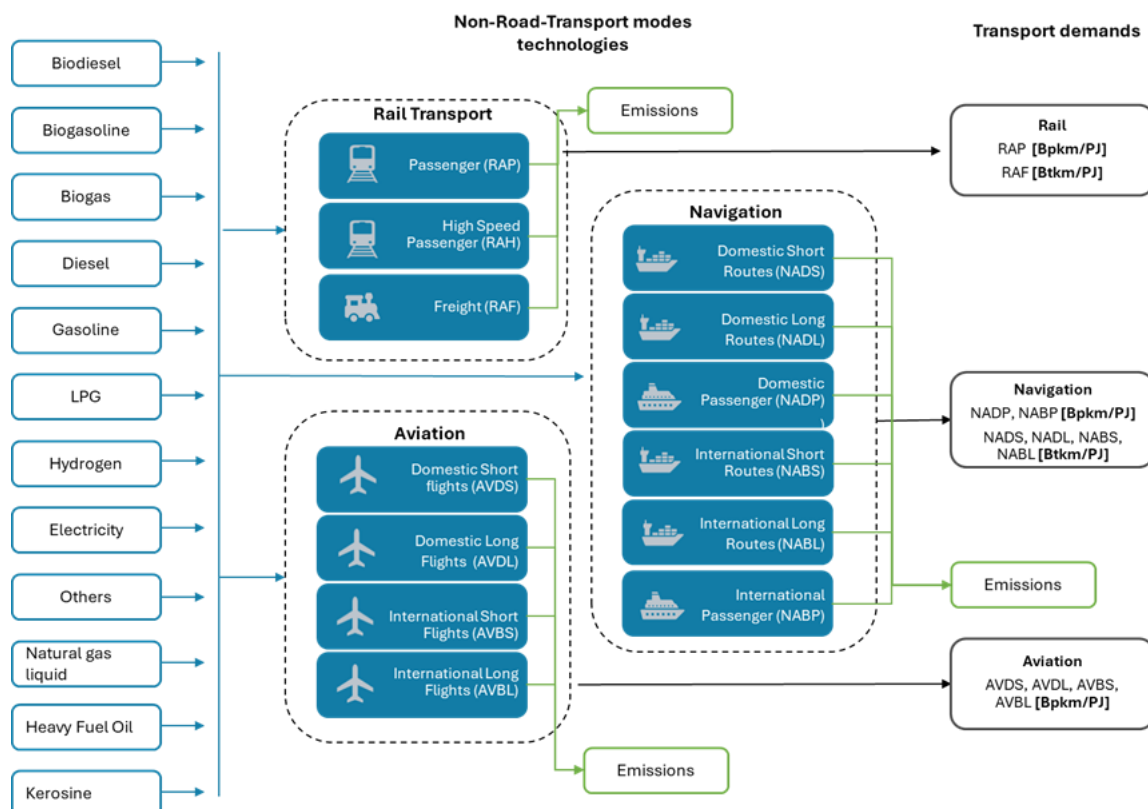 Non-Road-Transport modes
technologies
Transport demands
Biodiesel
Biogasoline
Biogas
Diesel
Gasoline
LPG
Hydrogen
Electricity
Others
Natural gas
liquid
Heavy Fuel Oil
Kerosine
Rail Transport
Passenger (RAP)
High Speed
Passenger (RAH)
Freight (RAF)
Emissions
Aviation
Domestic Short
flights (AVDS)
Domestic Long
Flights (AVDL)
International Short
Flights (AVBS)
International Long
Flights (AVBL)
Emissions
Navigation
Domestic Short
Routes (NADS)
Domestic Long
Routes (NADL)
Domestic
Passenger (NADP)
)
International Short
Routes (NABS)
International Long
Routes (NABL)
International
Passenger (NABP)
Emissions
Rail
RAP [Bpkm/PJ]
RAF [Btkm/PJ]
Navigation
NADP, NABP [Bpkm/PJ]
NADS, NADL, NABS,
NABL [Btkm/PJ]
Aviation
AVDS, AVDL, AVBS,
AVBL [Bpkm/PJ]